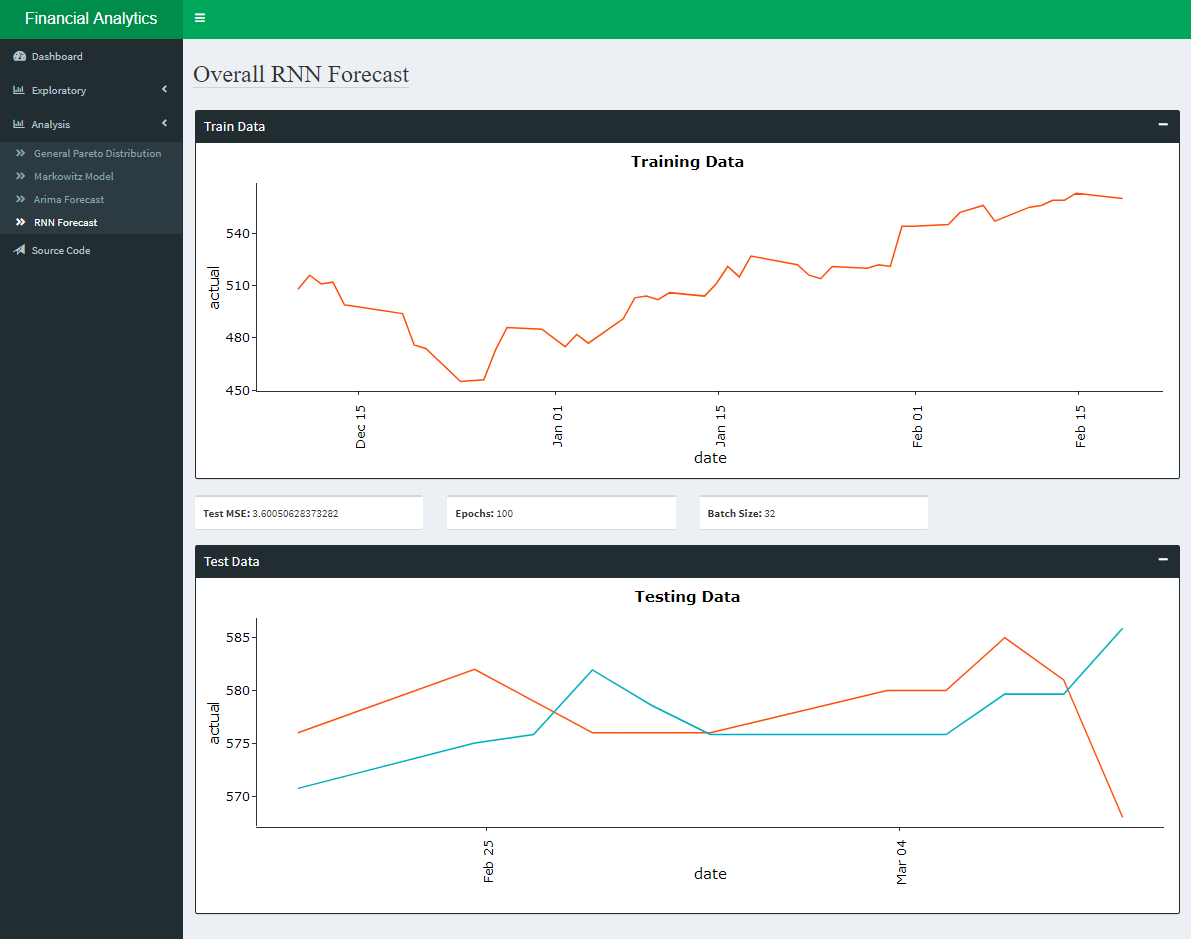 Financial Analytics
Dashboard
Exploratory
Analysis
General Pareto Distribution
Markowitz Model
Arima Forecast
RNN Forecast
Source Code
Overall RNN Forecast
Train Data
Training Data
actual
540
510
480
450
Dec 15
Jan 01
Jan 15
Feb 01
Feb 15
date
Test MSE: 3.60050628373282
Epochs: 100
Batch Size: 32
Test Data
Testing Data
actual
585
580
575
570
Feb 25
Mar 04
date